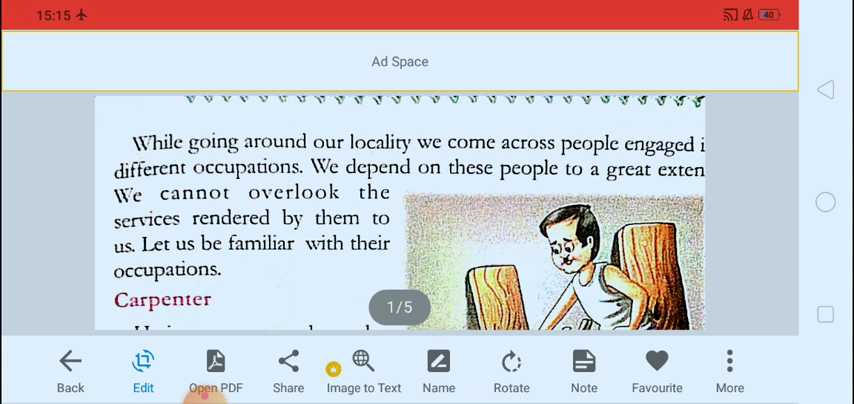 15:15
40
Ad Space
While going around our locality we come across people engaged i
different occupations. We depend on these people to a great exten
We cannot overlook the
services rendered by them to
us. Let us be familiar with their
occupations.
Carpenter
1/5
Back
Edit
Open PDF
Share
Image to Text
Name
Rotate
Note
Favourite
More